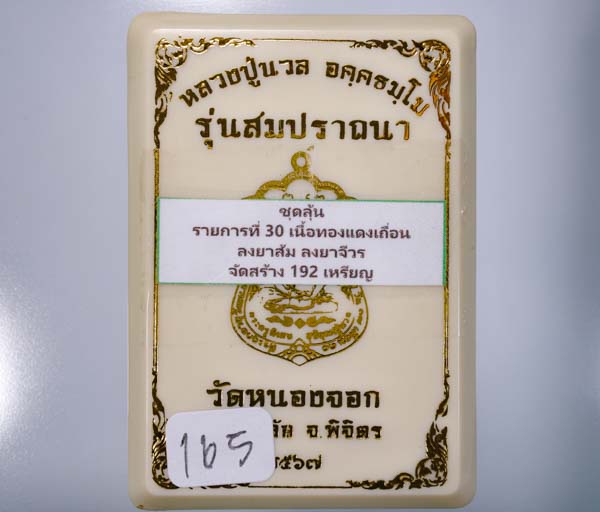 หลวงปู่นวล อคฺครมฺโม
รุ่นสมปรารถนา
ชุดลุ้น
รายการที่ 30 เนื้อทองแดงเถื่อน
ลงยาส้ม ลงยาจีวร
จัดสร้าง 192 เหรียญ
วัดหนองจอก
จ.พิจิตร
๕๖๗
165